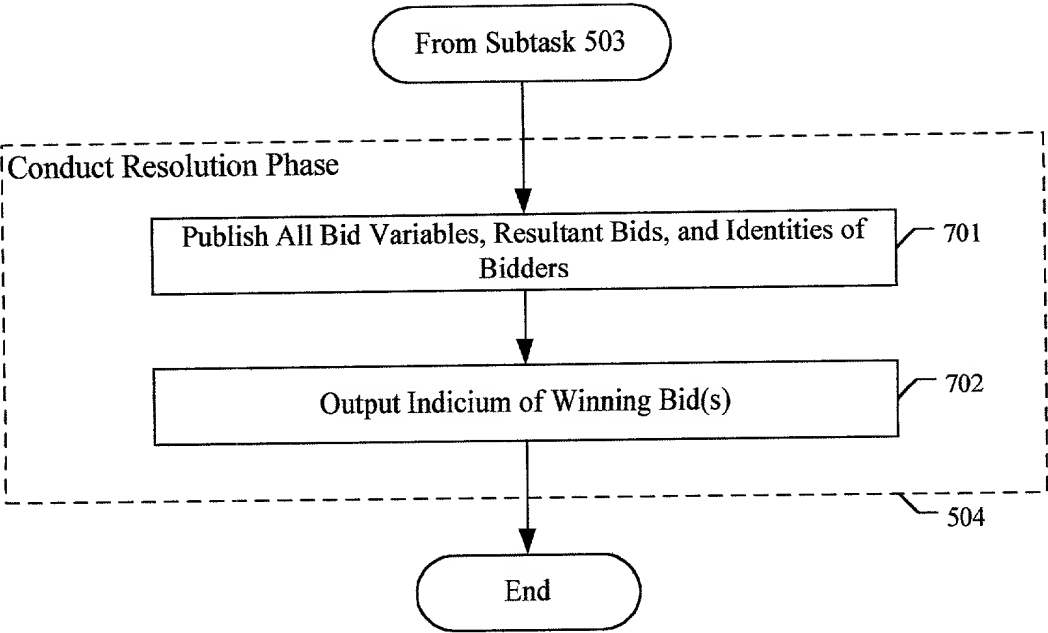 From Subtask 503
Conduct Resolution Phase
Publish All Bid Variables, Resultant Bids, and Identities of
Bidders
701
Output Indicium of Winning Bid(s)
702
504
End